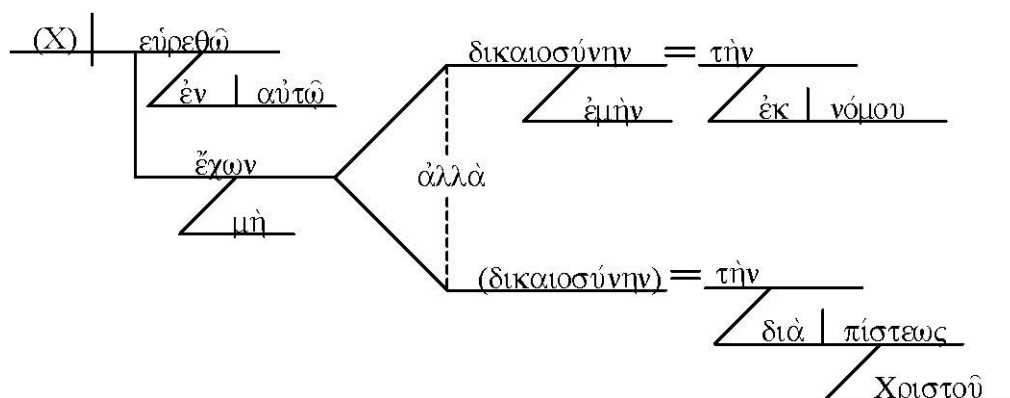 (X) εὑρεθῶ δικαιοσύνην = τὴν
ἐν αὐτῶ ἐμὴν ἐκ νόμου
ἔχων ἀλλὰ
μὴ
(δικαιοσύνην) = τὴν
διὰ πίστεως
Χριστοῦ